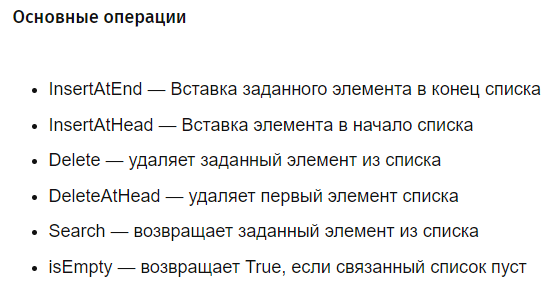 Основные операции
• InsertAtEnd — Вставка заданного элемента в конец списка
• InsertAtHead — Вставка элемента в начало списка
• Delete — удаляет заданный элемент из списка
• DeleteAtHead — удаляет первый элемент списка
• Search — возвращает заданный элемент из списка
• isEmpty — возвращает True, если связанный список пуст